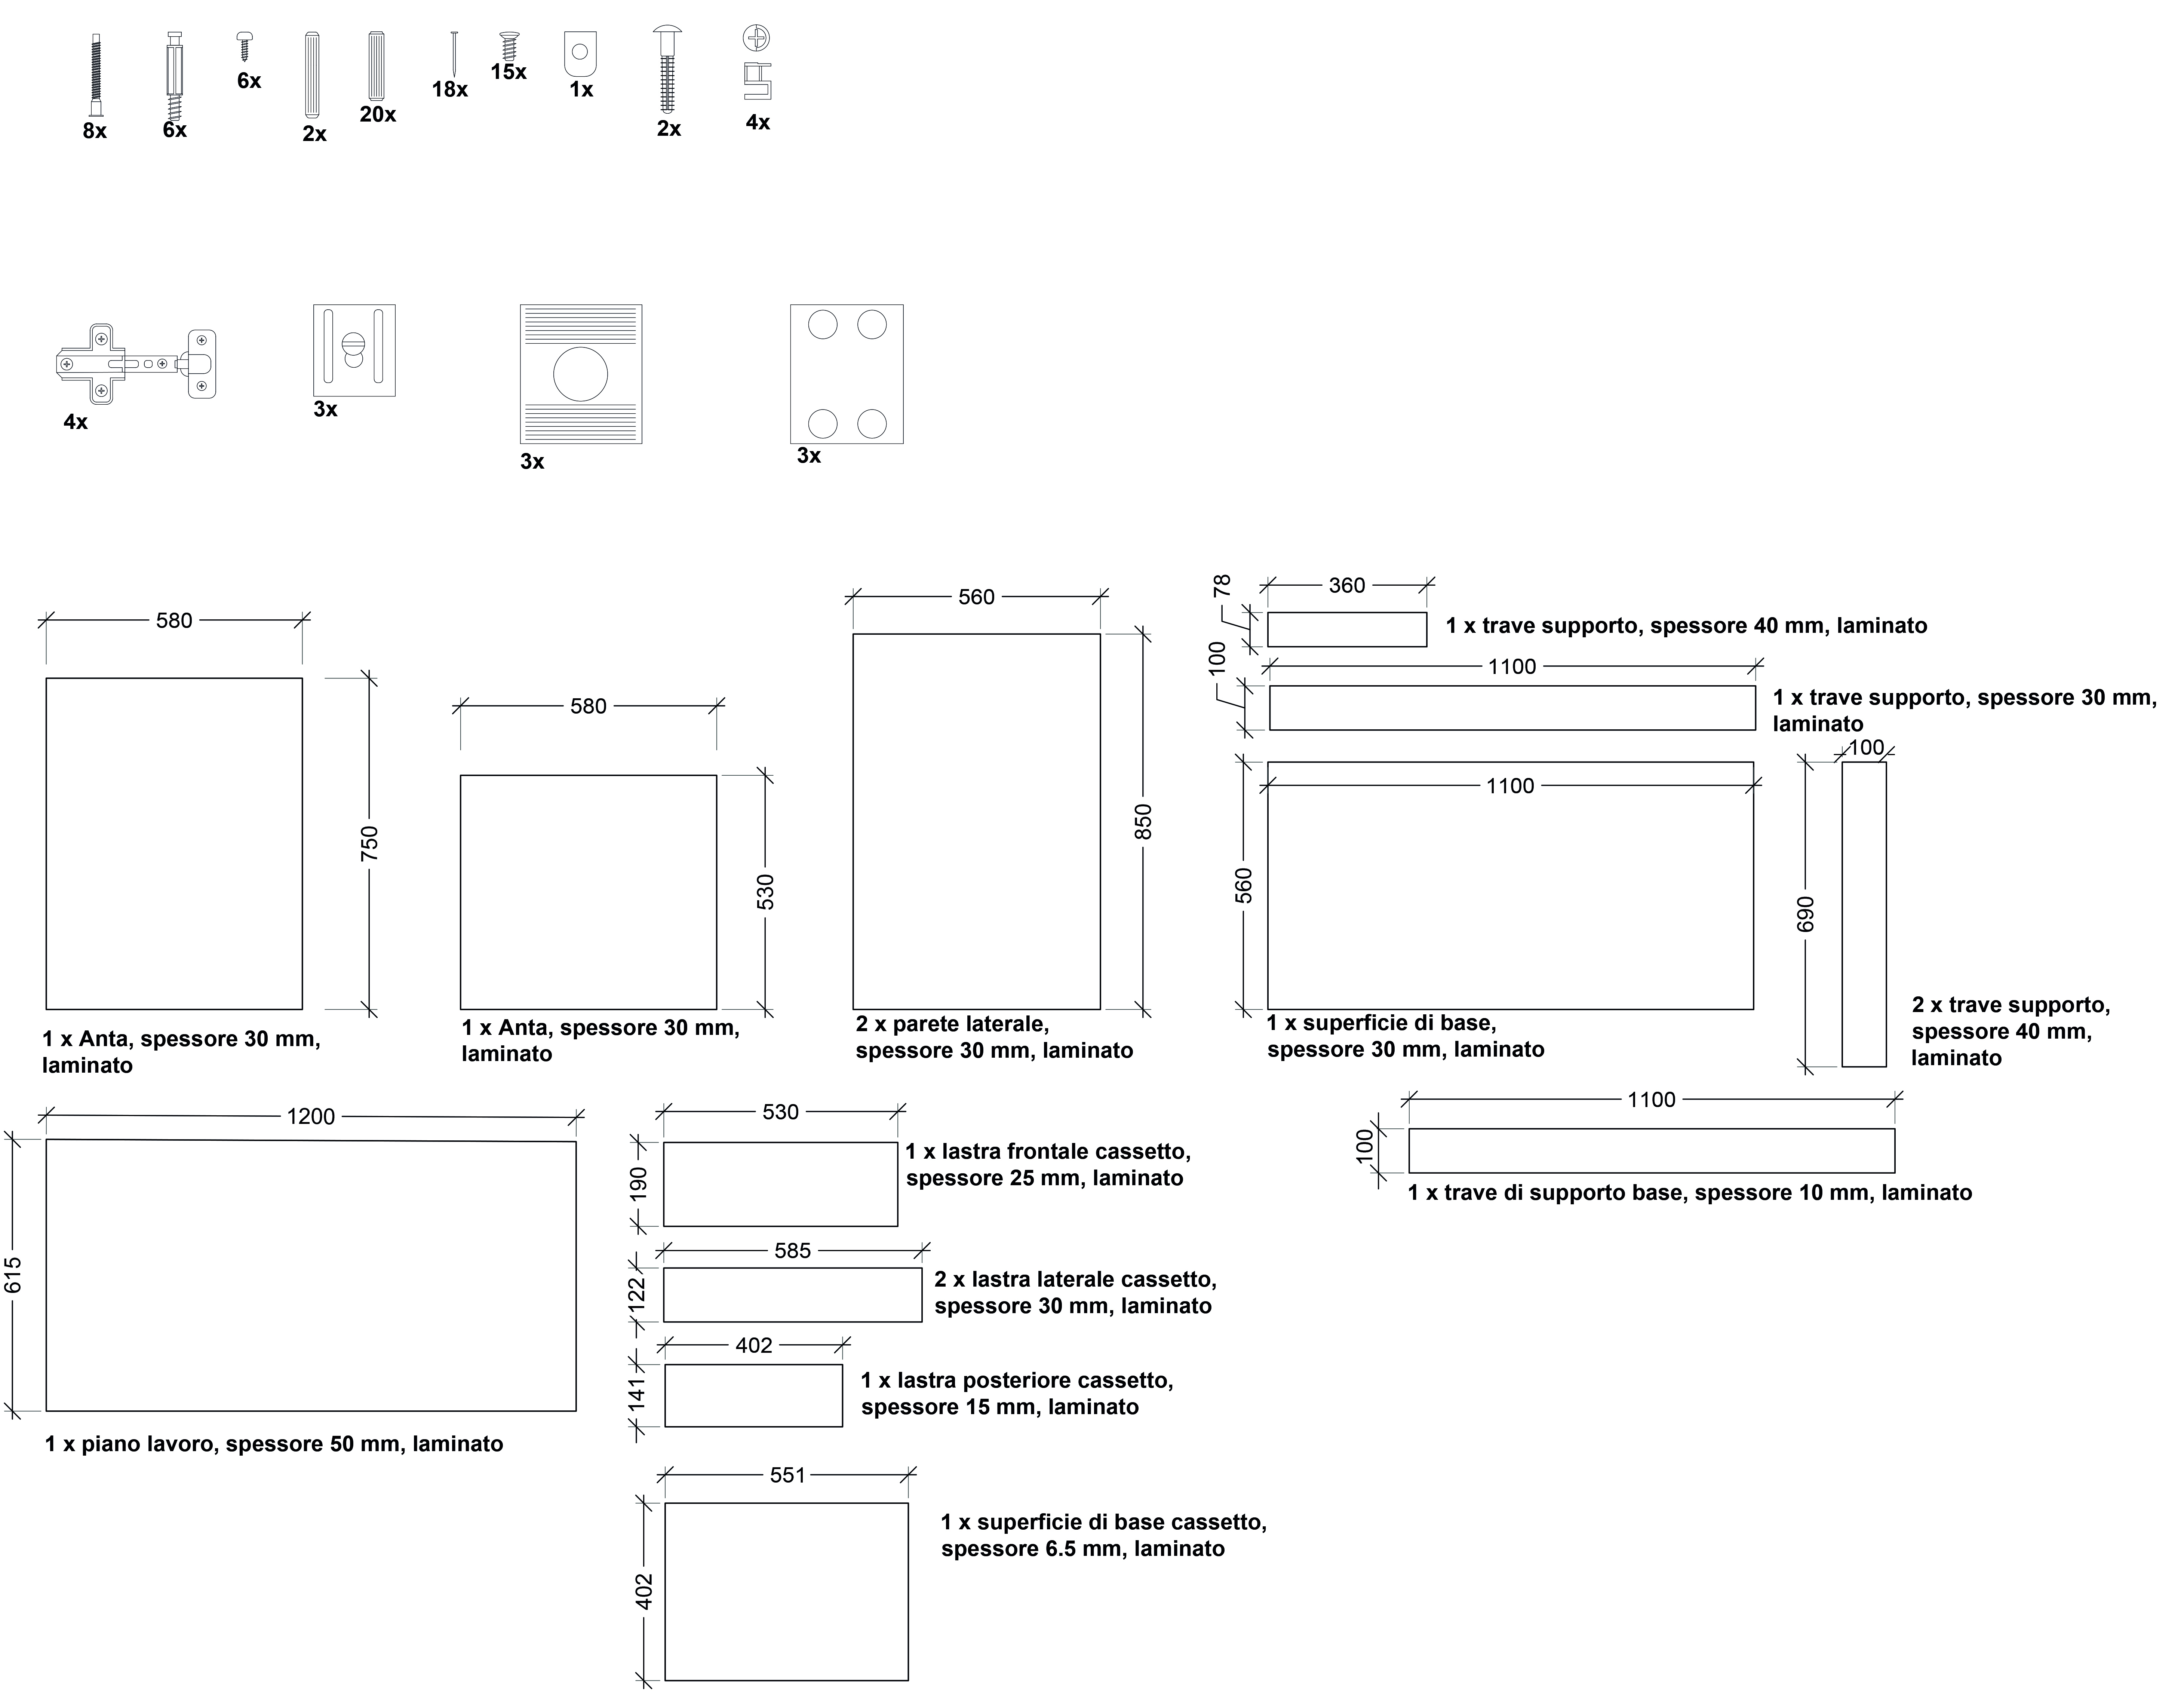 8x
6x
6x
2x
20x
18x
15x
1x
2x
4x
4x
3x
3x
3x
580
750
1 x Anta, spessore 30 mm,
laminato
580
530
1 x Anta, spessore 30 mm,
laminato
560
850
2 x parete laterale,
spessore 30 mm, laminato
78
360
1 x trave supporto, spessore 40 mm, laminato
100
1100
1 x trave supporto, spessore 30 mm,
laminato
1100
560
1 x superficie di base,
spessore 30 mm, laminato
100
690
2 x trave supporto,
spessore 40 mm,
laminato
1200
615
1 x piano lavoro, spessore 50 mm, laminato
530
190
1 x lastra frontale cassetto,
spessore 25 mm, laminato
585
122
2 x lastra laterale cassetto,
spessore 30 mm, laminato
402
141
1 x lastra posteriore cassetto,
spessore 15 mm, laminato
551
402
1 x superficie di base cassetto,
spessore 6.5 mm, laminato
1100
100
1 x trave di supporto base, spessore 10 mm, laminato